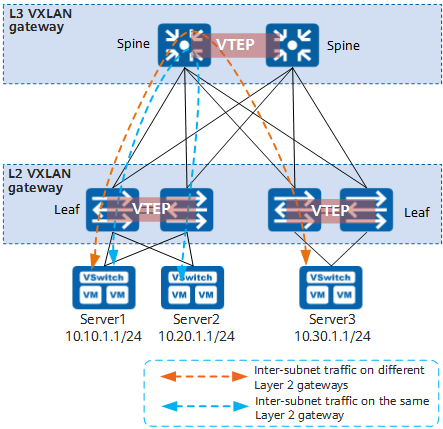 L3 VXLAN
gateway
Spine
VTEP
Spine
L2 VXLAN
gateway
Leaf
VTEP
VTEP
Leaf
VSwitch
VM VM
VSwitch
VM VM
VSwitch
VM VM
Server1
10.10.1.1/24
Server2
10.20.1.1/24
Server3
10.30.1.1/24
Inter-subnet traffic on different
Layer 2 gateways
Inter-subnet traffic on the same
Layer 2 gateway